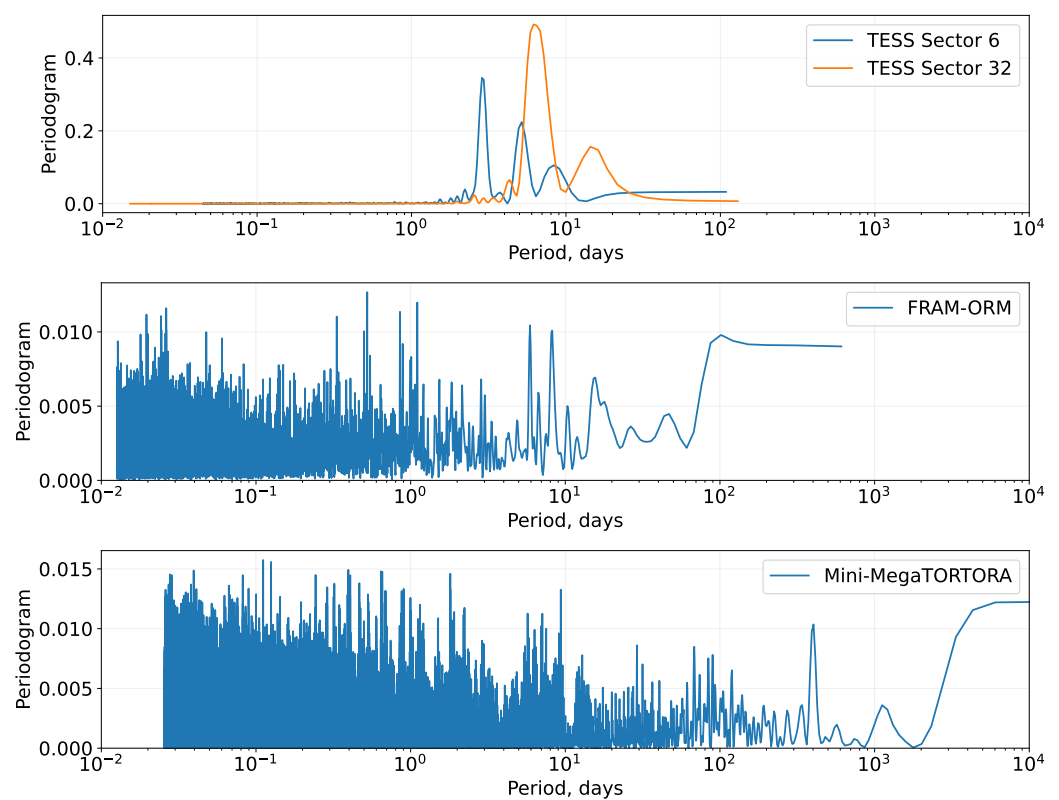 Periodogram
0.4
0.2
0.0
TESS Sector 6
TESS Sector 32
10⁻² 10⁻¹ 10⁰ 10¹ 10² 10³ 10⁴
Period, days
Periodogram
0.010
0.005
0.000
FRAM-ORM
10⁻² 10⁻¹ 10⁰ 10¹ 10² 10³ 10⁴
Period, days
Periodogram
0.015
0.010
0.005
0.000
Mini-MegaTORTORA
10⁻² 10⁻¹ 10⁰ 10¹ 10² 10³ 10⁴
Period, days